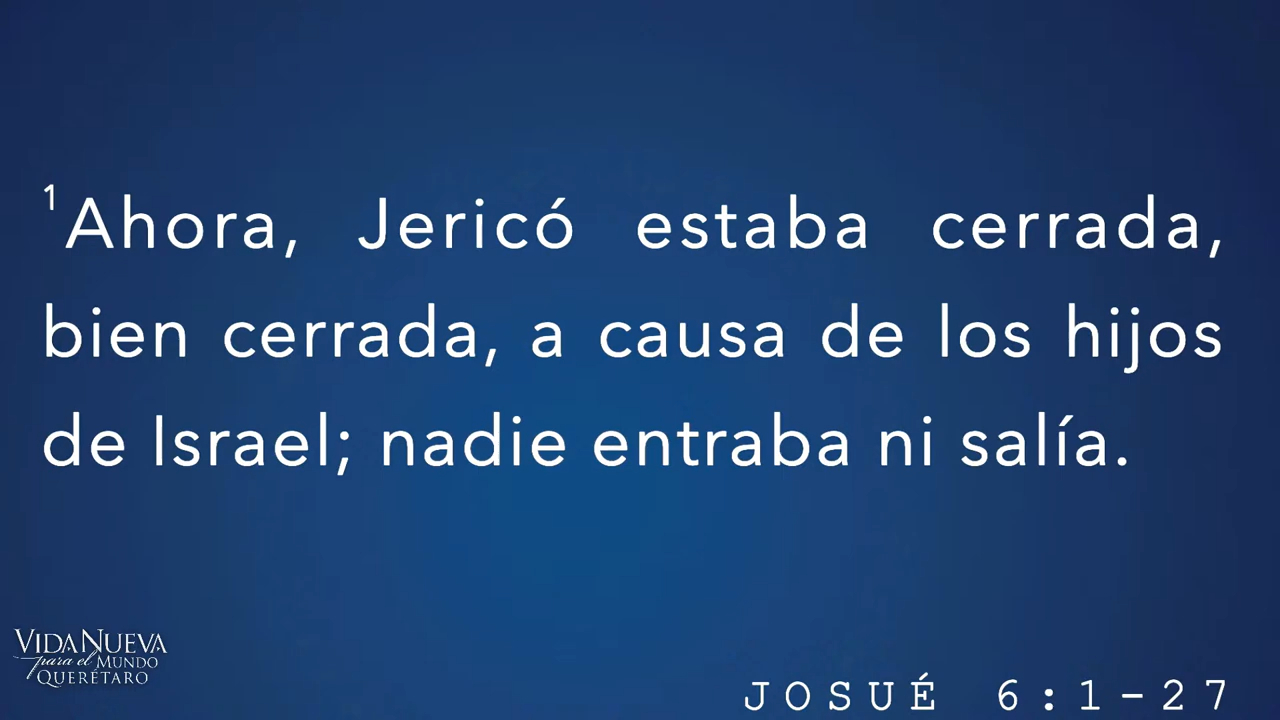 ¹Ahora, Jericó estaba cerrada,
bien cerrada, a causa de los hijos
de Israel; nadie entraba ni salía.
VIDA NUEVA
para el MUNDO
QUERÉTARO
JOSUÉ 6:1-27